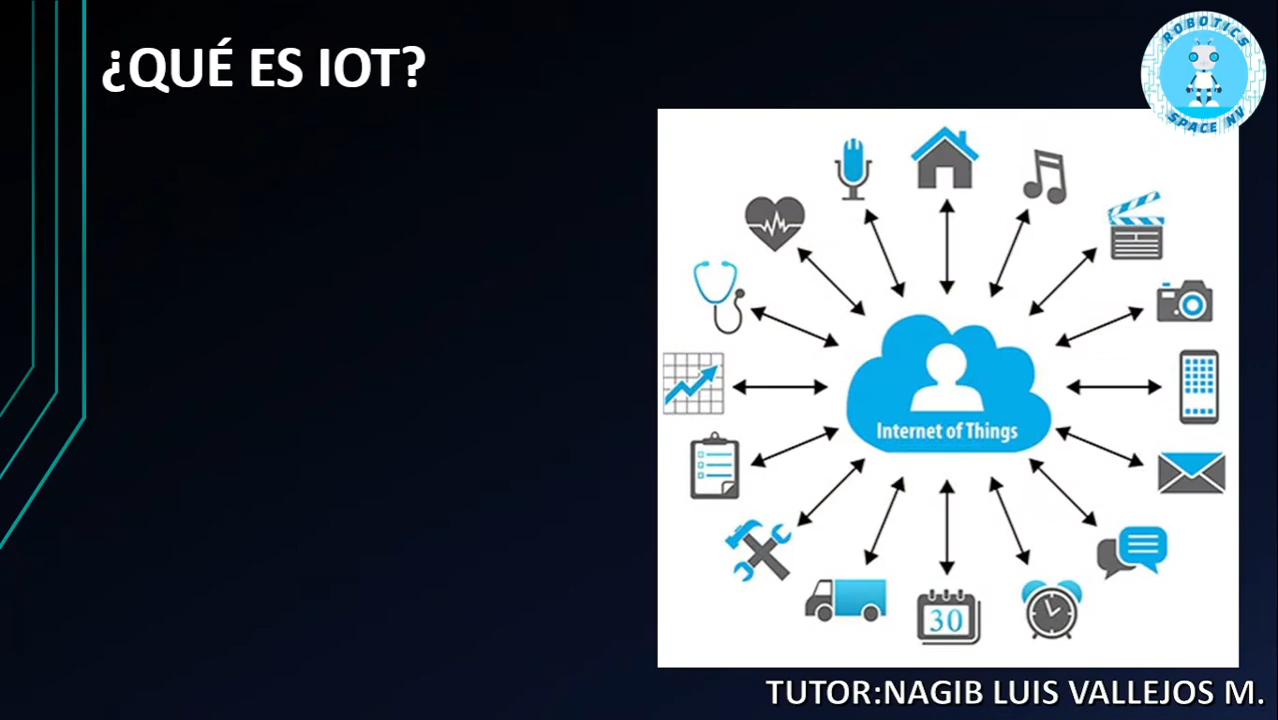 ¿QUÉ ES IOT?
ROBOTICS
SPACE NV
Internet of Things
30
TUTOR:NAGIB LUIS VALLEJOS M.